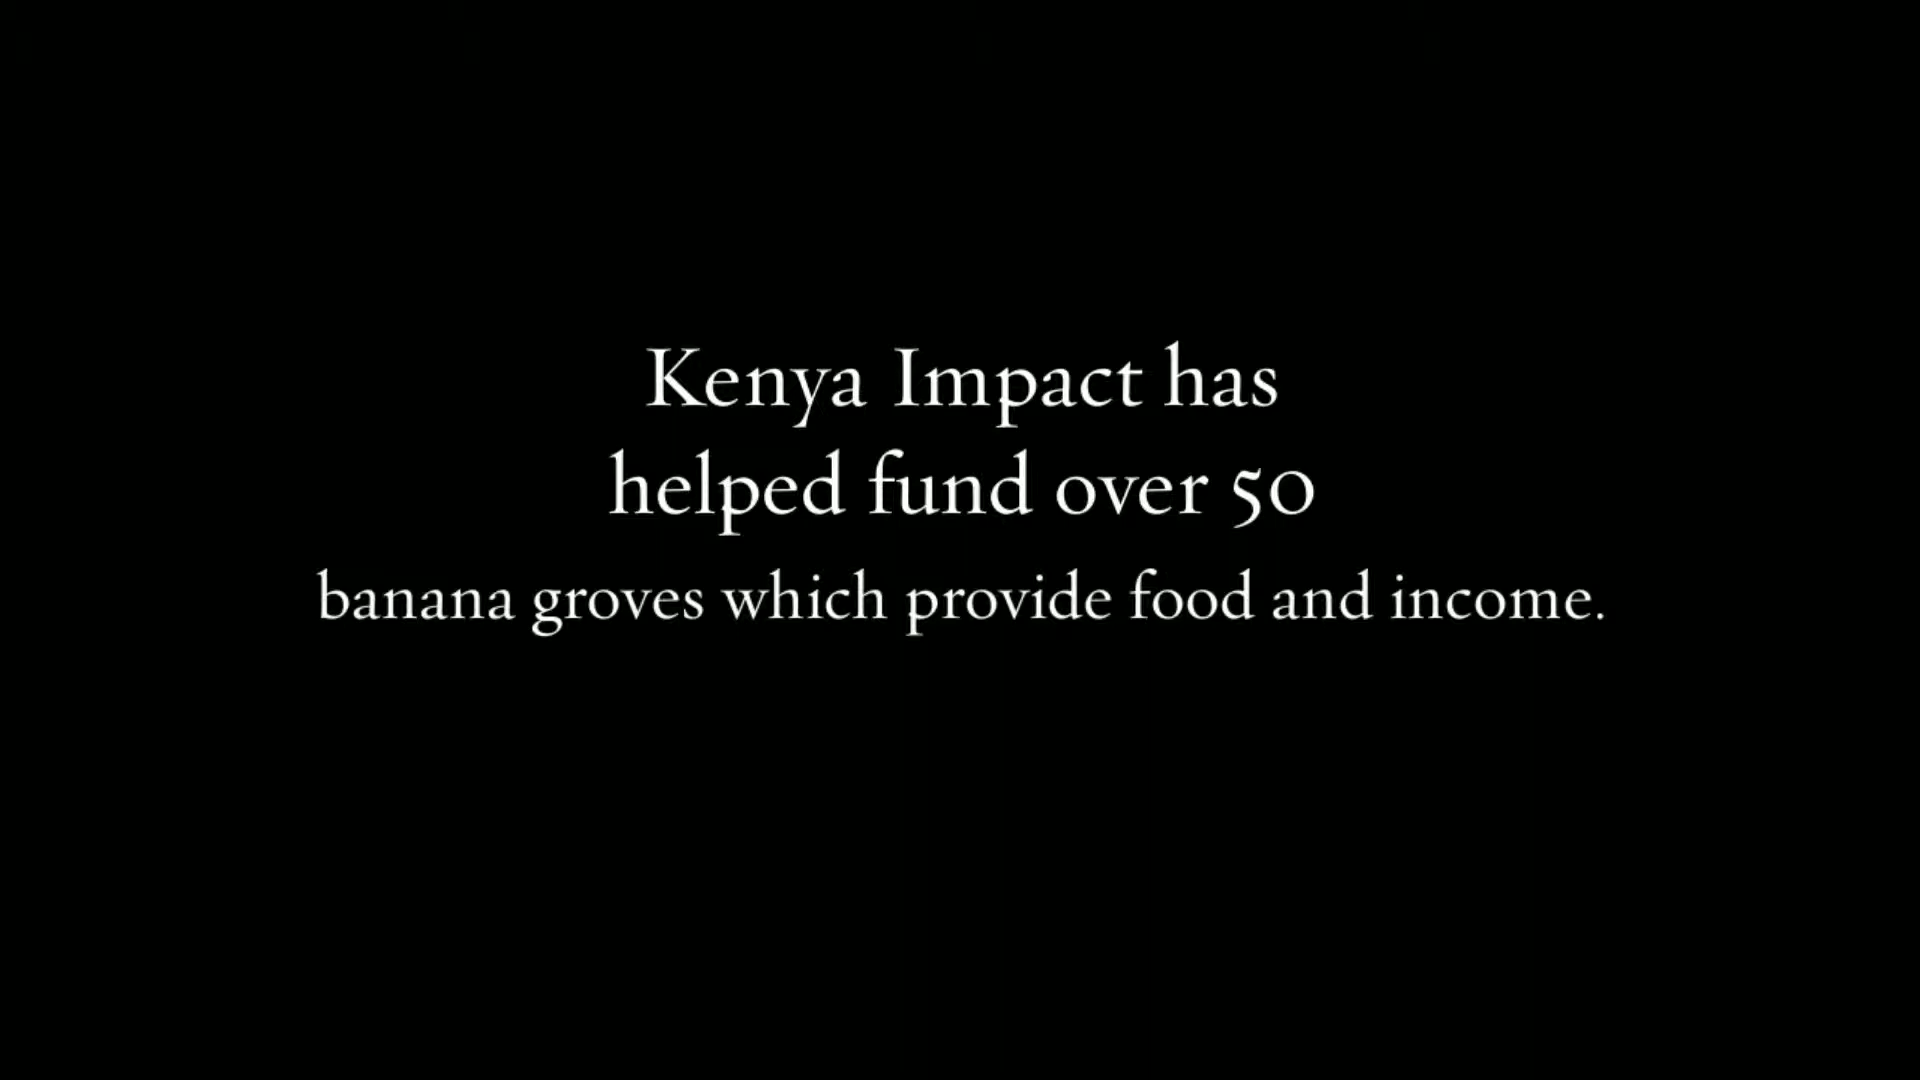 Kenya Impact has
helped fund over 50
banana groves which provide food and income.